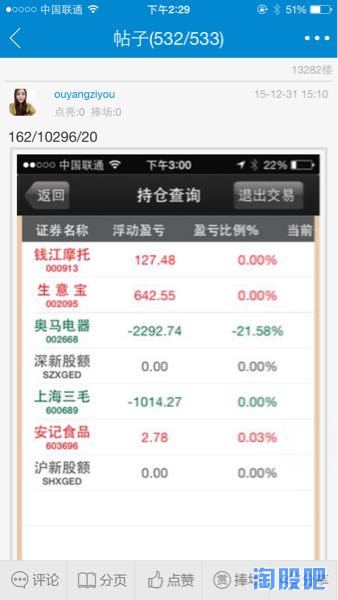 中国联通 下午2:29 51%
帖子(532/533)
13282楼
ouyangziyou 15-12-31 15:10
点亮:0 捧场:0
162/10296/20
中国联通 下午3:00 22%
返回 持仓查询 退出交易
证券名称 浮动盈亏 盈亏比例% 当前
钱江摩托 127.48 0.00%
000913
生意宝 642.55 0.00%
002095
奥马电器 -2292.74 -21.58%
002668
深新股额 0.00 0.00%
SZXGED
上海三毛 -1014.27 0.00%
600689
安记食品 2.78 0.03%
603696
沪新股额 0.00 0.00%
SHXGED
评论 分页 点赞 赏 捧场
淘股吧